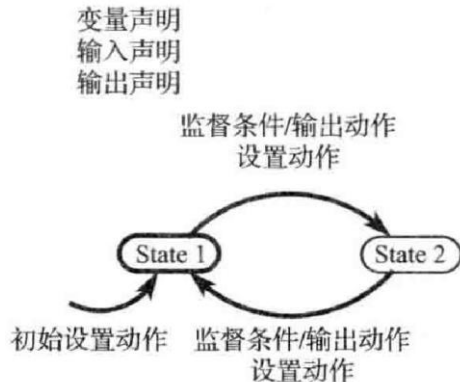 变量声明
输入声明
输出声明
监督条件/输出动作
设置动作
State 1
State 2
初始设置动作
监督条件/输出动作
设置动作